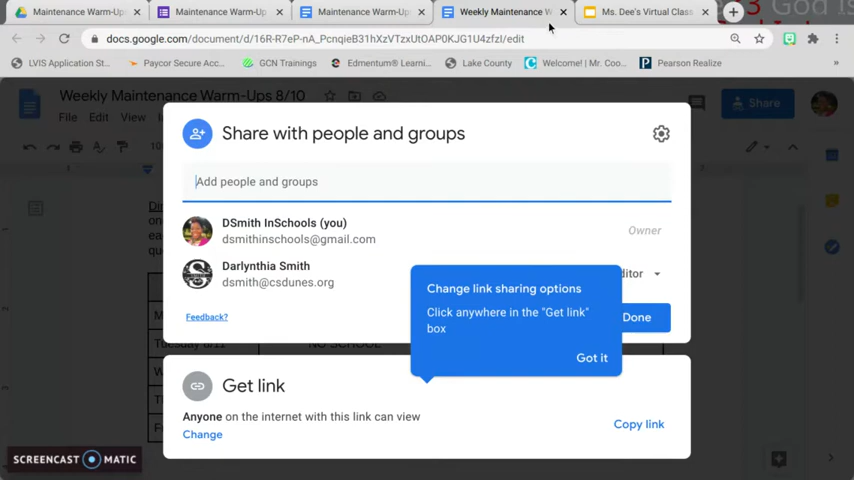 Maintenance Warm-Ups
Maintenance Warm-Ups
Maintenance Warm-Ups
Weekly Maintenance W
Ms. Dee's Virtual Class
docs.google.com/document/d/16R-R7eP-nA_PcnqieB31hXzVTzxUtOAP0KJG1U4zfzI/edit
LVIS Application
Paycor Secure Acc...
GCN Trainings
Edmentum® Learni...
Lake County
Welcome! | Mr. Coo...
Pearson Realize
»
Weekly Maintenance Warm-Ups 8/10
File Edit View
Share
Share with people and groups
Add people and groups
DSmith InSchools (you)
dsmithinschools@gmail.com
Owner
Darlynthia Smith
dsmith@csdunes.org
ditor
Change link sharing options
Click anywhere in the "Get link"
box
Got it
Feedback?
Done
Tuesday 8/11
NO SCHOOL
Get link
Anyone on the internet with this link can view
Change
Copy link
SCREENCAST MATIC